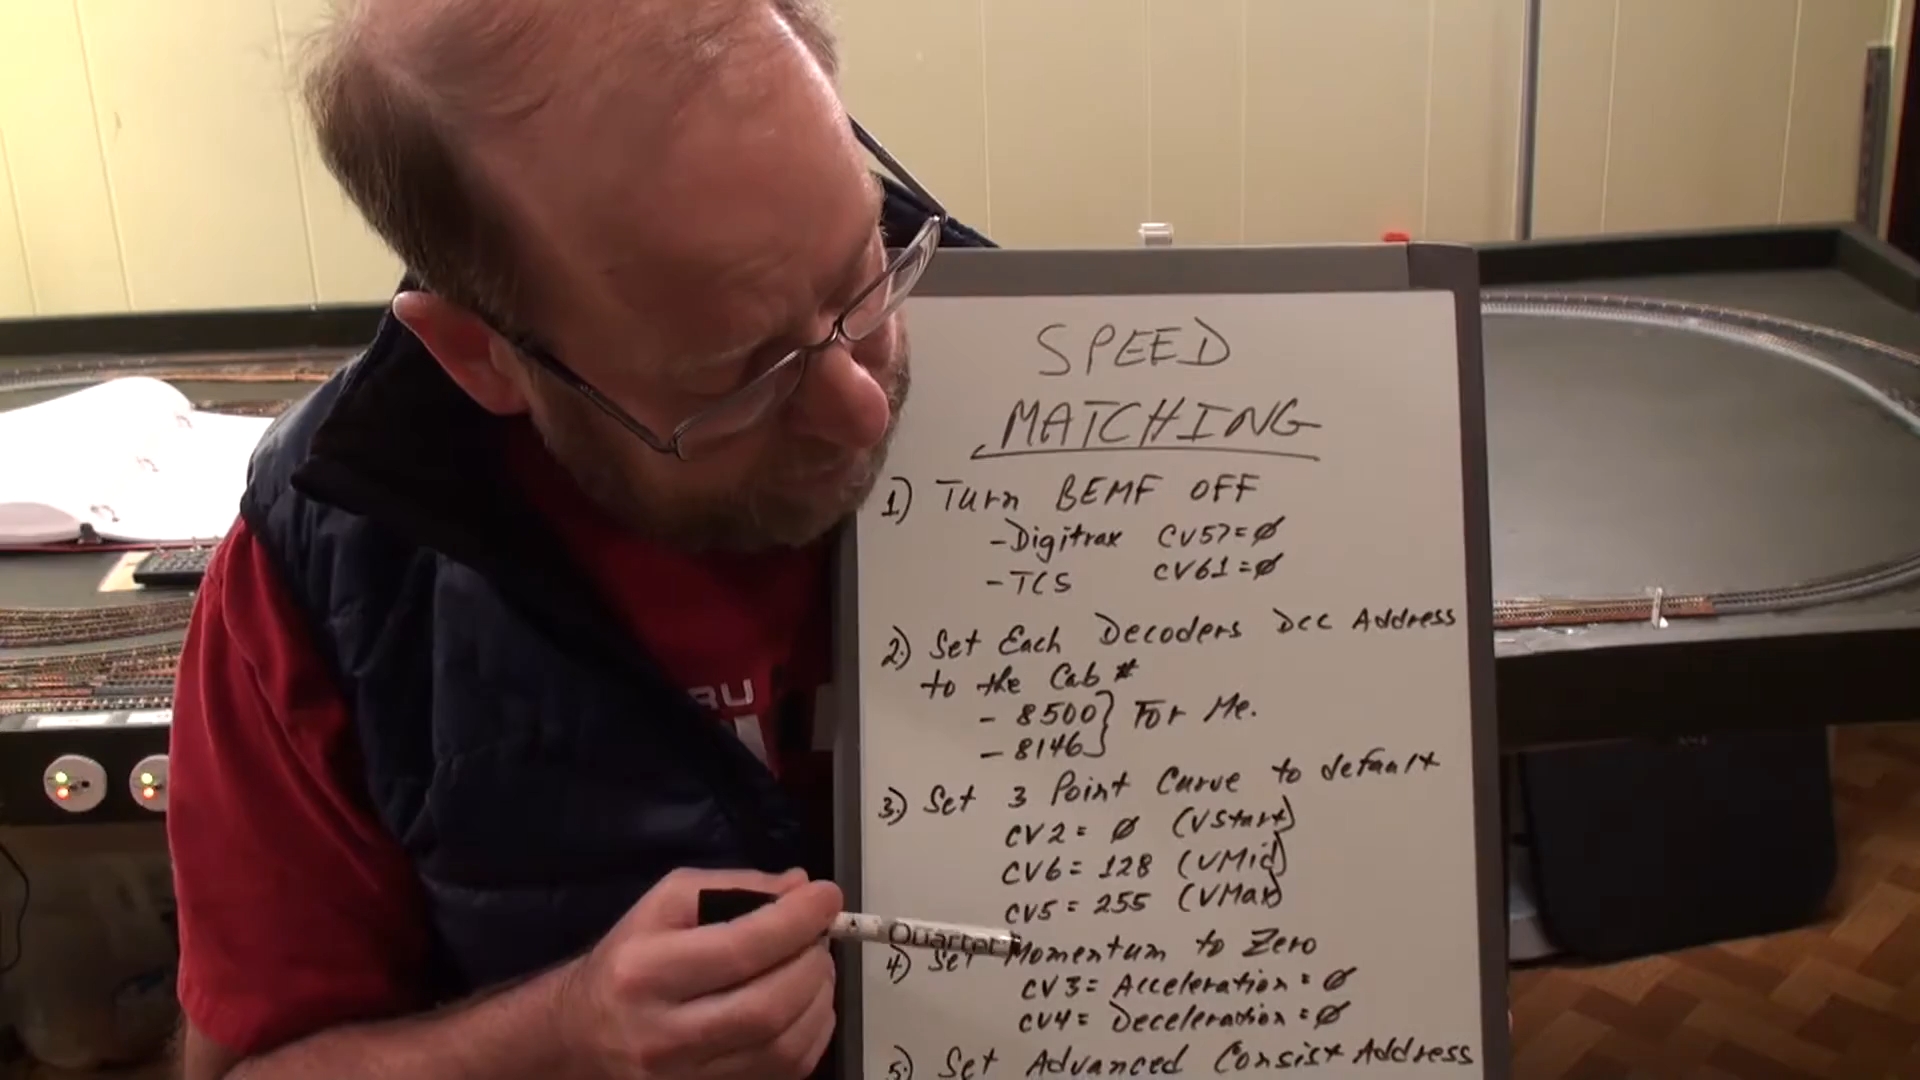 SPEED
MATCHING
1) Turn BEMF OFF
- Digitrax CV57=Ø
- TCS CV61=Ø
2.) Set Each Decoders DCC Address
to the Cab #
- 8500 } For Me.
- 8146
3.) Set 3 Point Curve to default
CV2= Ø (VStart)
CV6= 128 (VMid)
CV5= 255 (VMax)
Quartet
4) Set Momentum to Zero
CV3= Acceleration = Ø
CV4= Deceleration = Ø
5.) Set Advanced Consist Address